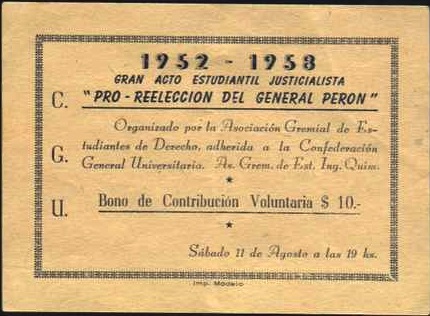 1952 - 1958
GRAN ACTO ESTUDIANTIL JUSTICIALISTA
"PRO - REELECCION DEL GENERAL PERON"
C.
G.
U.
Organizado por la Asociación Gremial de Es-
tudiantes de Derecho, adherida a la Confederación
General Universitaria. As. Grem. de Est. Ing. Quim.
Bono de Contribución Voluntaria $ 10.-
Sábado 11 de Agosto a las 19 hs.
Imp. Modelo